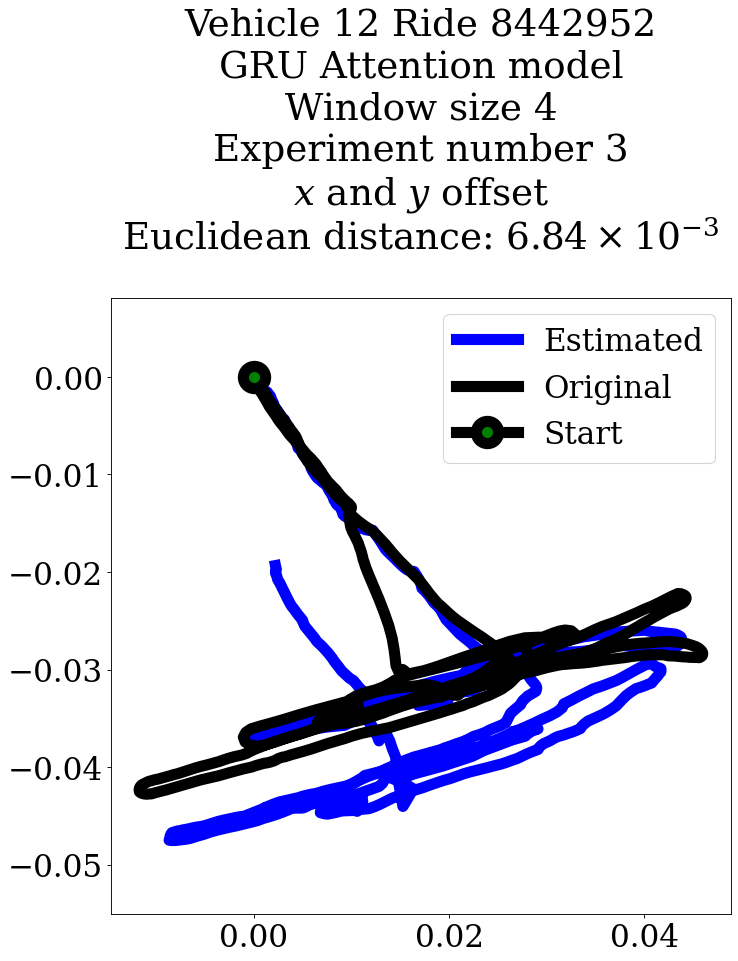 Vehicle 12 Ride 8442952
GRU Attention model
Window size 4
Experiment number 3
x and y offset
Euclidean distance: 6.84 × 10⁻³
Estimated
Original
Start
0.00
−0.01
−0.02
−0.03
−0.04
−0.05
0.00 0.02 0.04